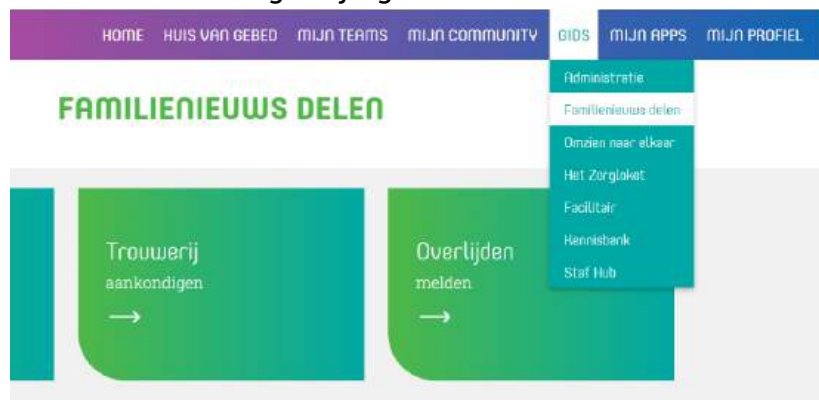 HOME HUIS VAN GEBED MIJN TEAMS MIJN COMMUNITY GIDS MIJN APPS MIJN PROFIEL
Administratie
FAMILIENIEUWS DELEN
Familienieuws delen
Omzien naar elkaar
Het Zorgloket
Facilitair
Kennisbank
Staf Hub
Trouwerij
aankondigen
→
Overlijden
melden
→